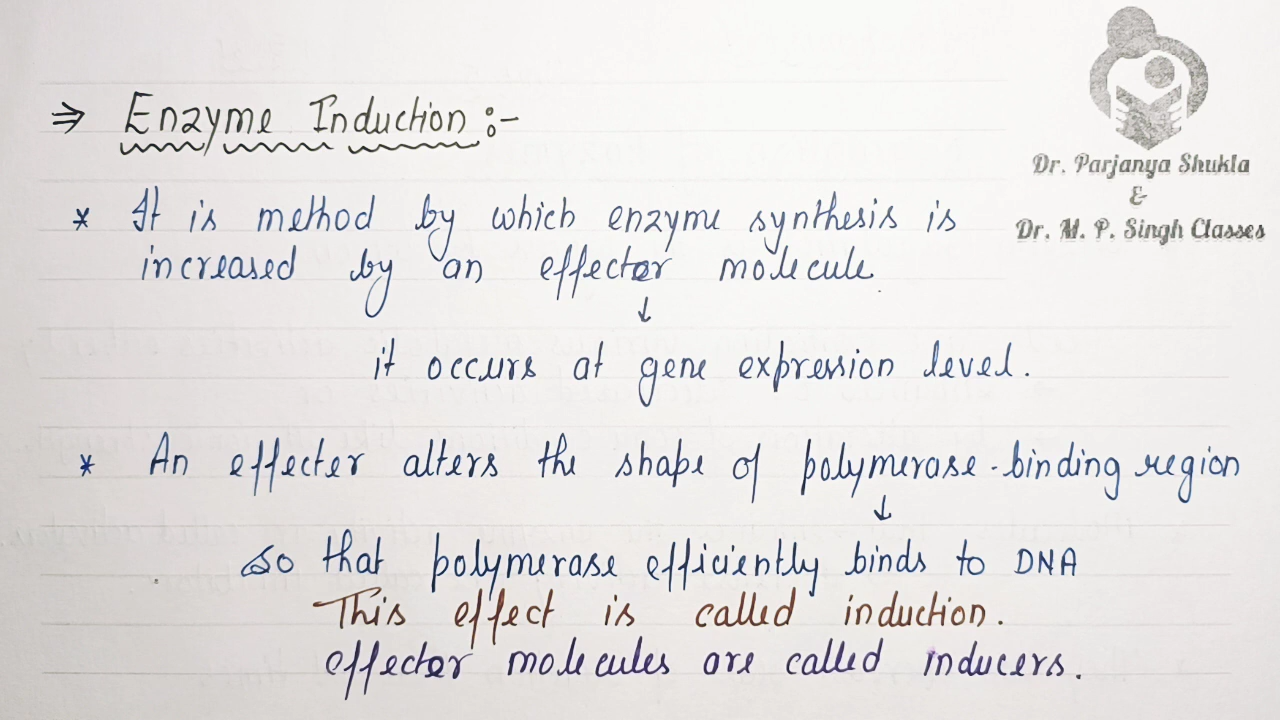 ⇒ Enzyme Induction :-
Dr. Parjanya Shukla
&
Dr. M. P. Singh Classes
* It is method by which enzyme synthesis is
increased by an effector molecule.
↓
it occurs at gene expression level.
* An effecter alters the shape of polymerase-binding region
↓
so that polymerase efficiently binds to DNA
This effect is called induction.
effector molecules are called inducers.